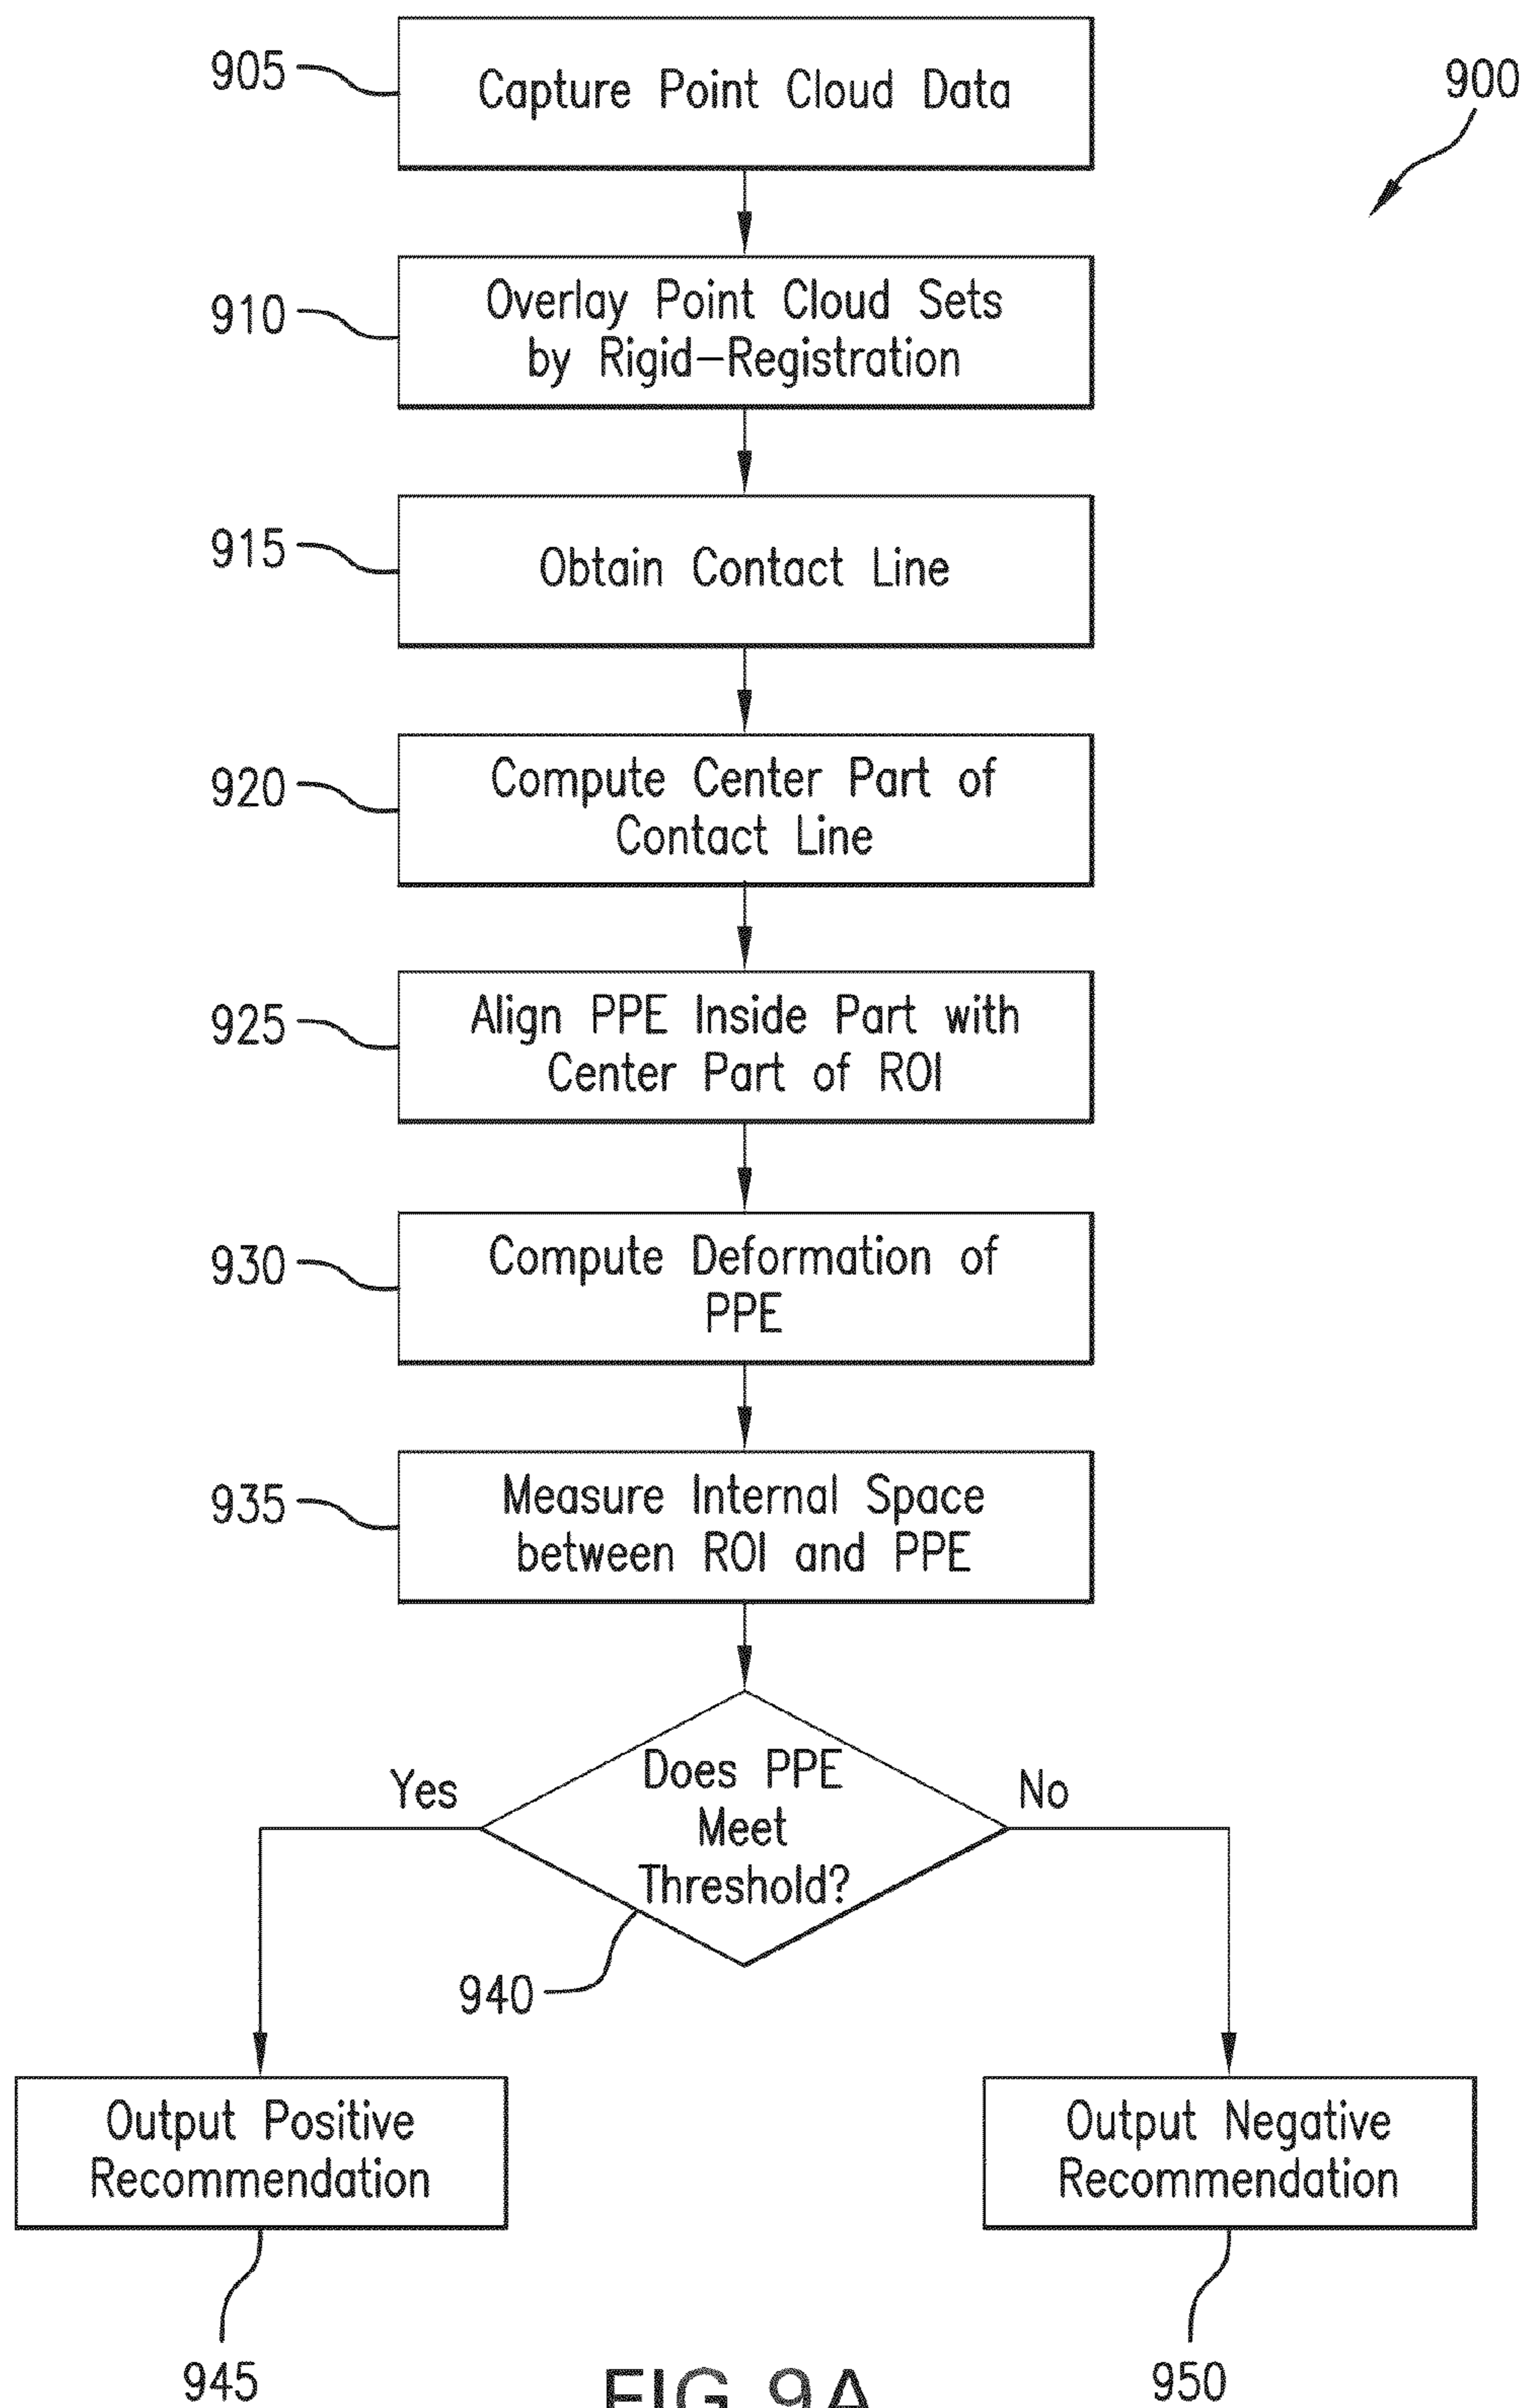 905
Capture Point Cloud Data
900
910
Overlay Point Cloud Sets
by Rigid-Registration
915
Obtain Contact Line
920
Compute Center Part of
Contact Line
925
Align PPE Inside Part with
Center Part of ROI
930
Compute Deformation of
PPE
935
Measure Internal Space
between ROI and PPE
Yes
Does PPE
Meet
Threshold?
No
940
Output Positive
Recommendation
Output Negative
Recommendation
945
950
FIG.9A